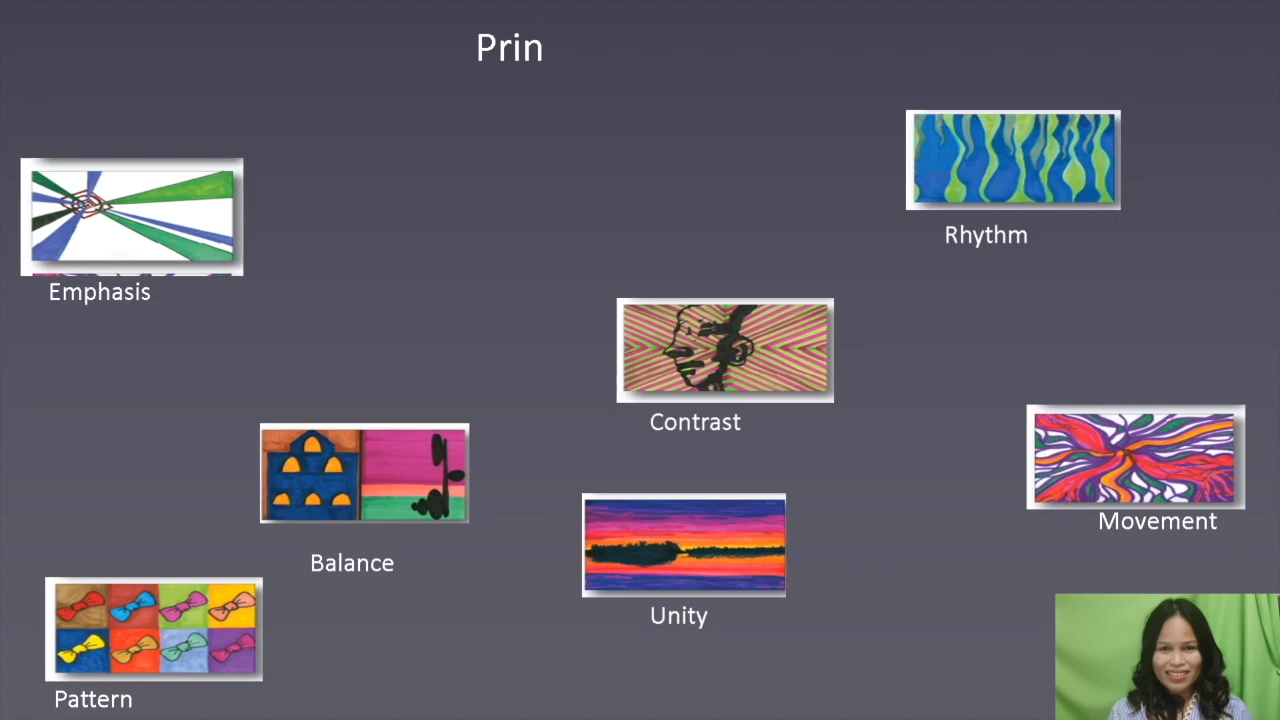 Prin
Rhythm
Emphasis
Contrast
Movement
Balance
Unity
Pattern